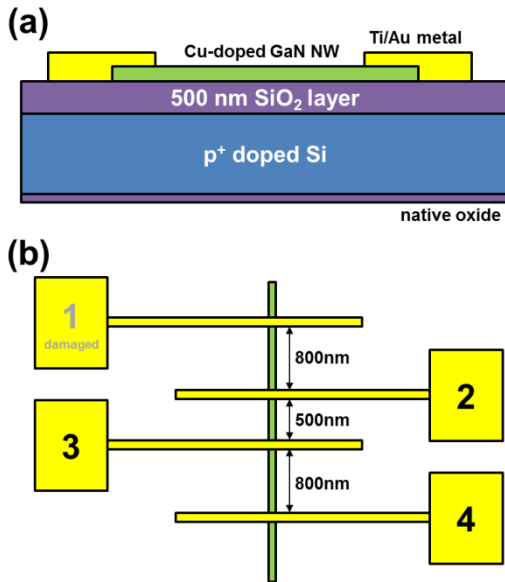 (a)
Cu-doped GaN NW
Ti/Au metal
500 nm SiO₂ layer
p⁺ doped Si
native oxide
(b)
1
damaged
800nm
2
500nm
3
800nm
4